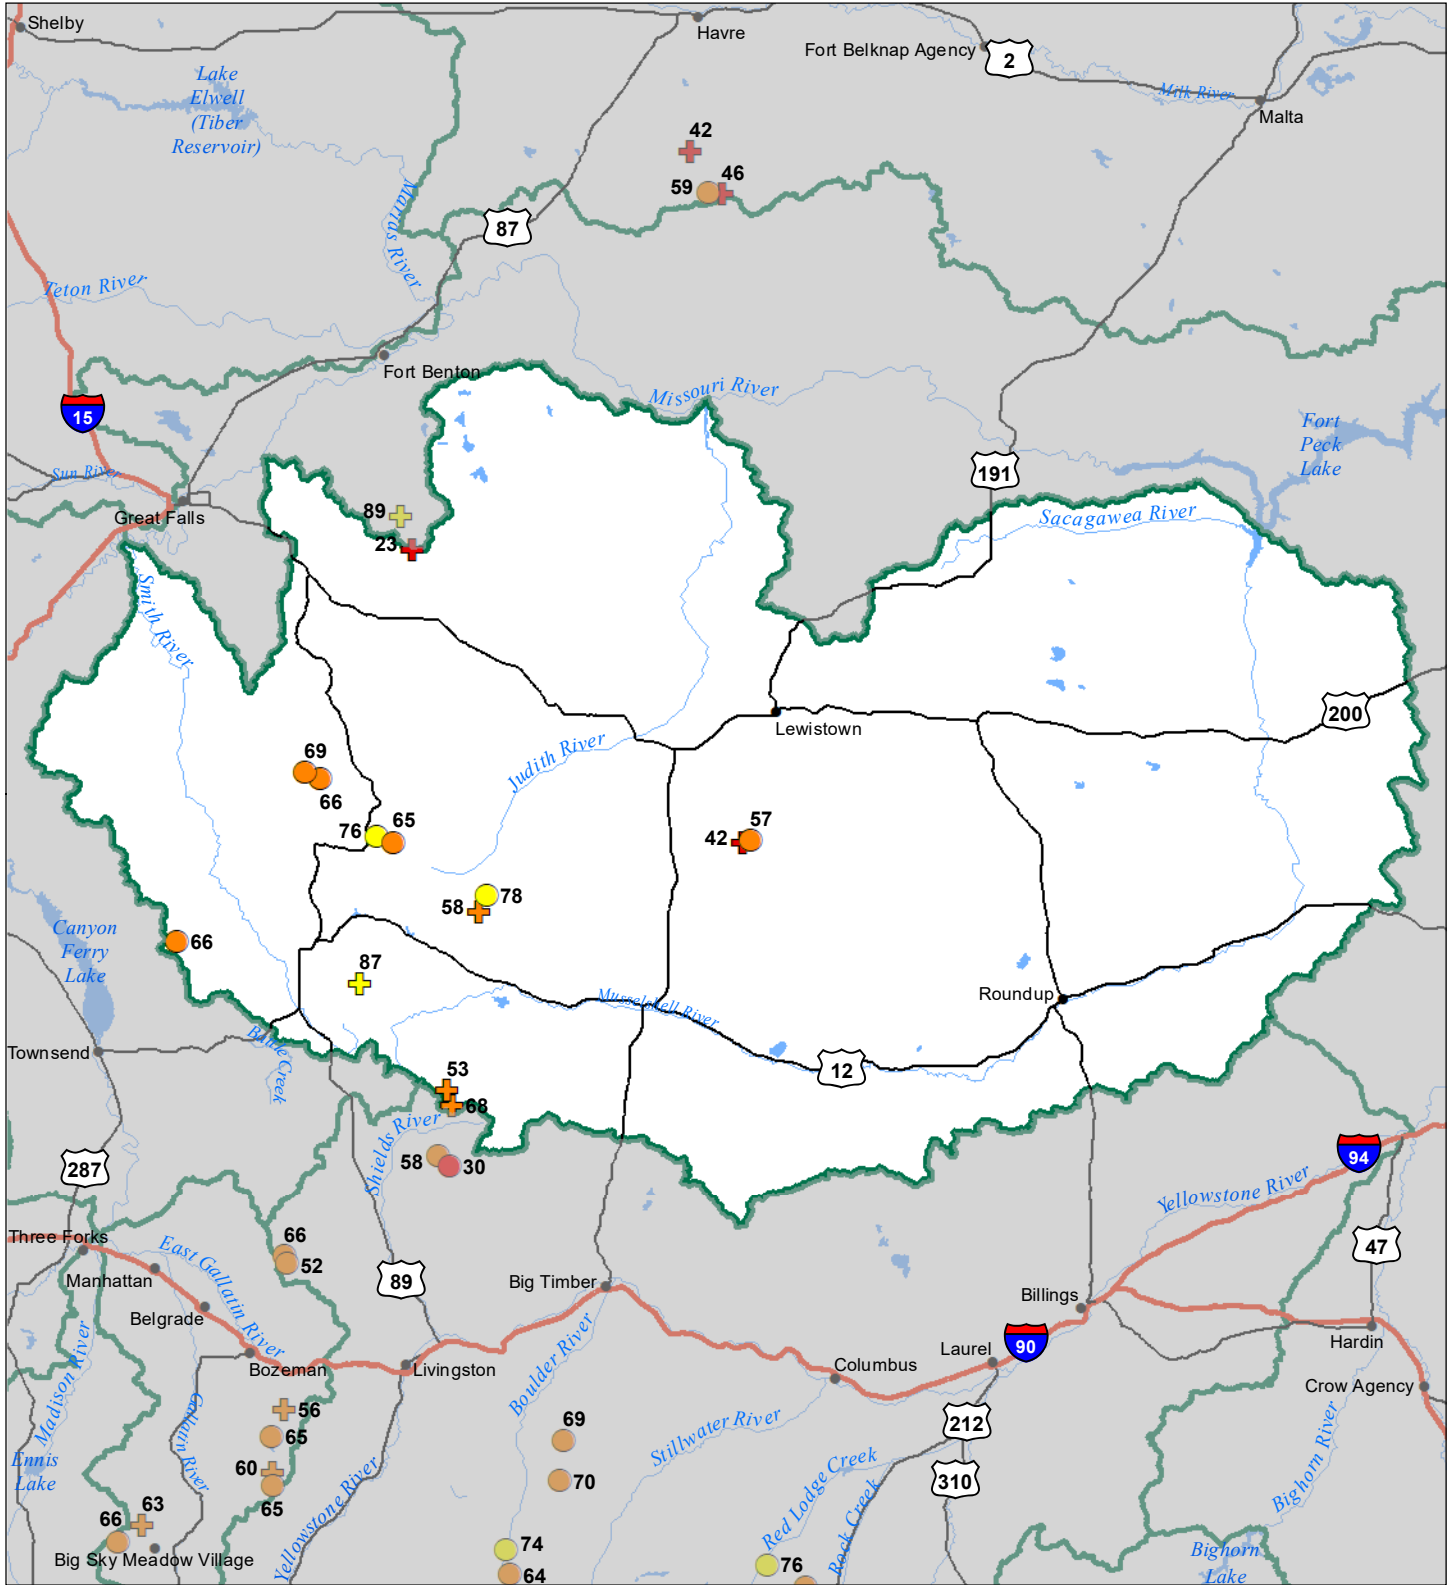 Shelby
Havre
Fort Belknap Agency
2
Lake
Elwell
(Tiber
Reservoir)
Milk River
Malta
42
46
59
Marias River
87
Teton River
Fort Benton
Missouri River
15
Fort
Peck
Lake
Sun River
191
Great Falls
89
23
Sacagawea River
Smith River
200
Lewistown
Judith River
69
66
76
65
57
42
78
58
66
Canyon
Ferry
Lake
87
Roundup
Musselshell River
Townsend
Battle Creek
12
53
68
Shields River
58
30
287
94
Yellowstone River
Three Forks
66
52
East Gallatin River
Manhattan
89
Big Timber
47
Belgrade
Billings
Madison River
Bozeman
Livingston
Boulder River
Columbus
Laurel
90
Hardin
Crow Agency
56
65
Gallatin River
69
Stillwater River
212
Ennis
Lake
60
65
Yellowstone River
70
Red Lodge Creek
310
Bighorn River
63
66
Rock Creek
Big Sky Meadow Village
74
64
76
Bighorn
Lake